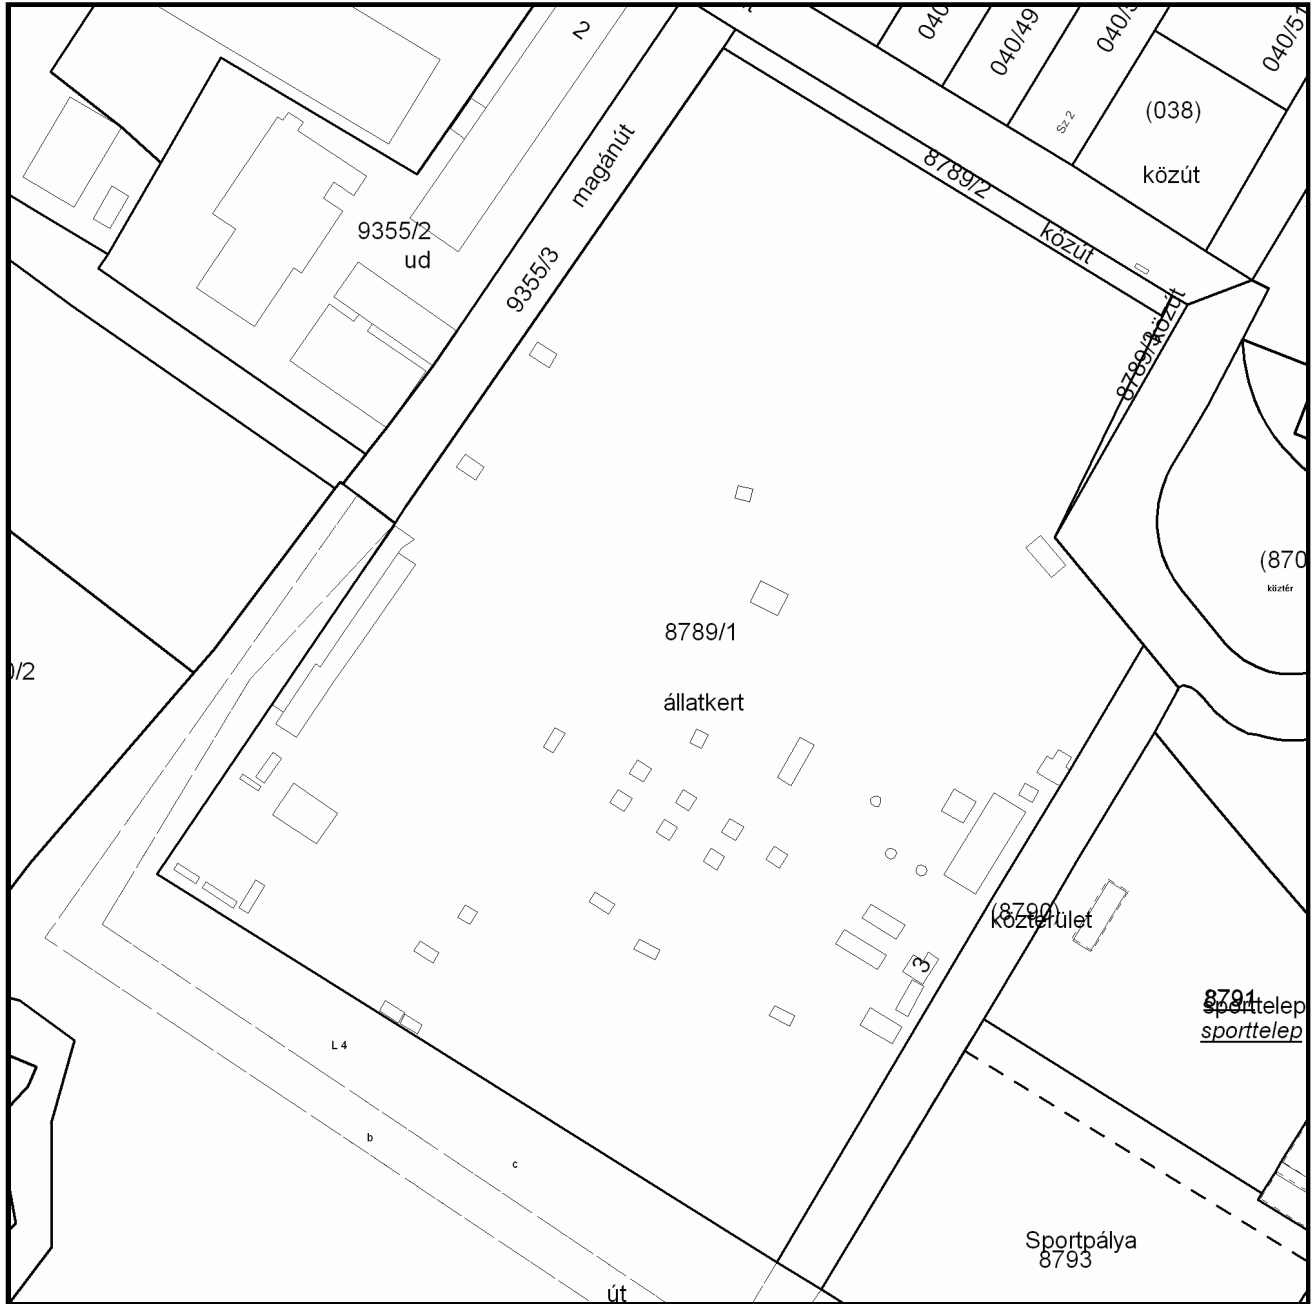 2
040/49
Sz 2
(038)
közút
magánút
8789/2
9355/2
ud
közút
9355/3
közút
8789/3
(870
köztér
8789/1
0/2
állatkert
(8790)
közterület
3
8791
sporttelep
sporttelep
L 4
b
c
Sportpálya
8793
út